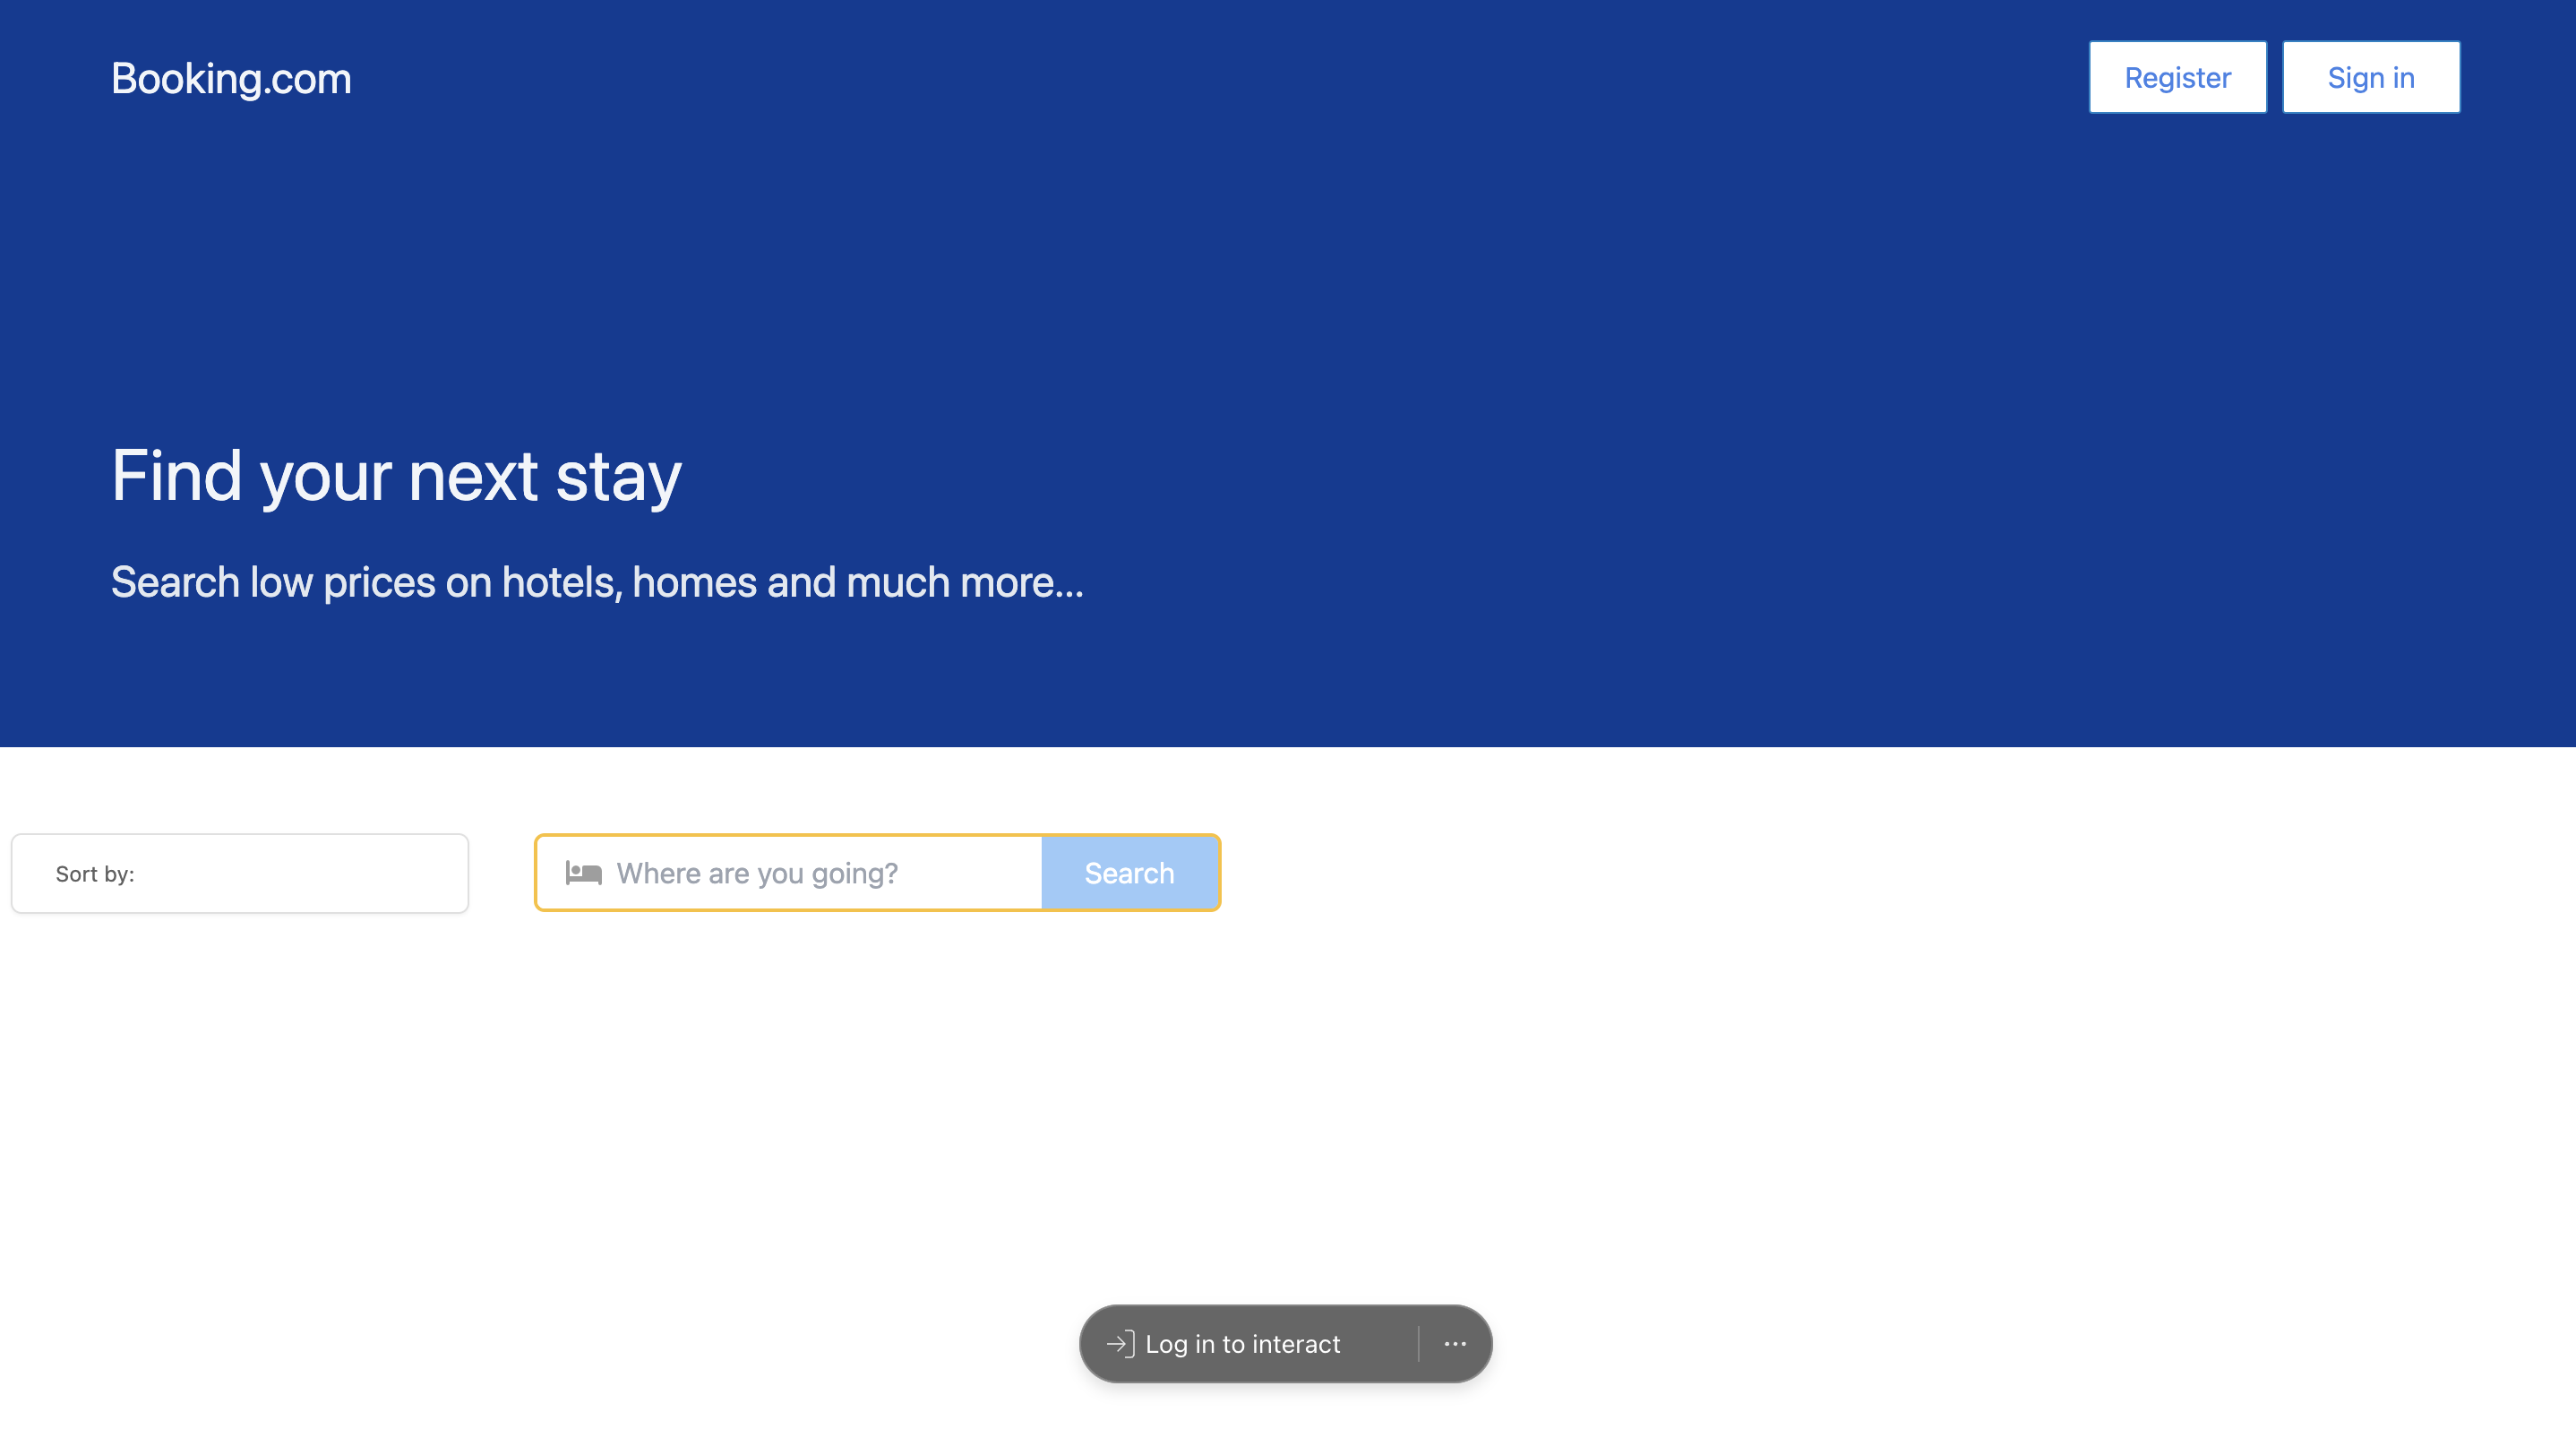 Booking.com
Register
Sign in
Find your next stay
Search low prices on hotels, homes and much more...
Sort by:
Where are you going?
Search
Log in to interact